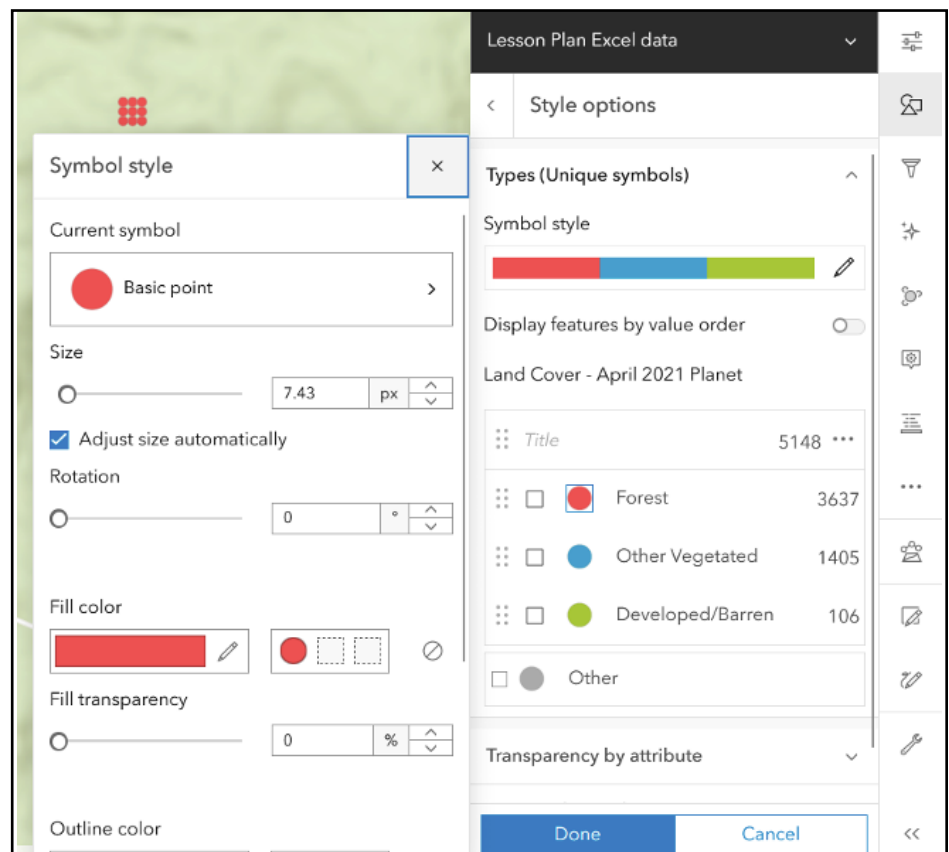 Symbol style
Current symbol
Basic point
Size
7.43 px
Adjust size automatically
Rotation
0 °
Fill color
Fill transparency
0 %
Outline color
Lesson Plan Excel data
Style options
Types (Unique symbols)
Symbol style
Display features by value order
Land Cover - April 2021 Planet
Title 5148
Forest 3637
Other Vegetated 1405
Developed/Barren 106
Other
Transparency by attribute
Done Cancel